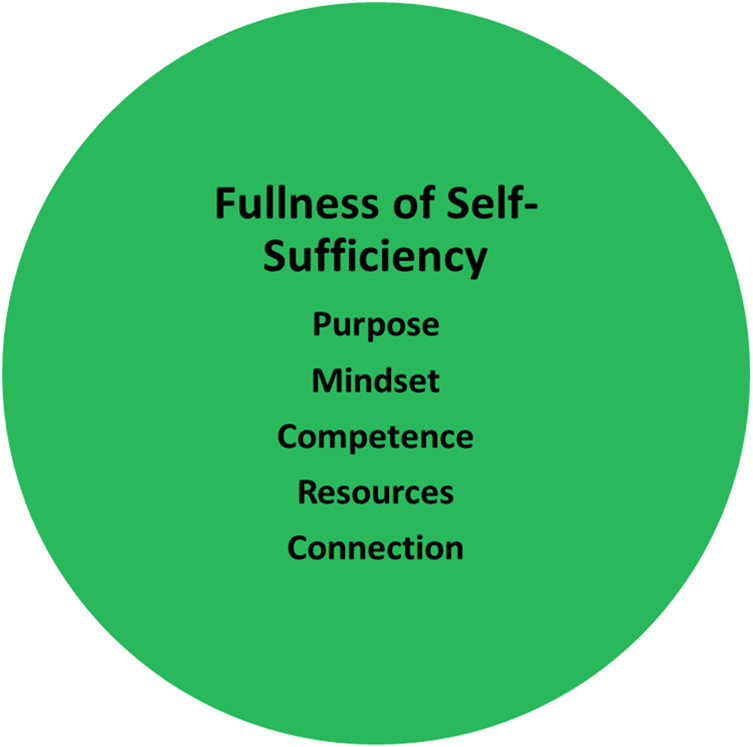 Fullness of Self-
Sufficiency
Purpose
Mindset
Competence
Resources
Connection